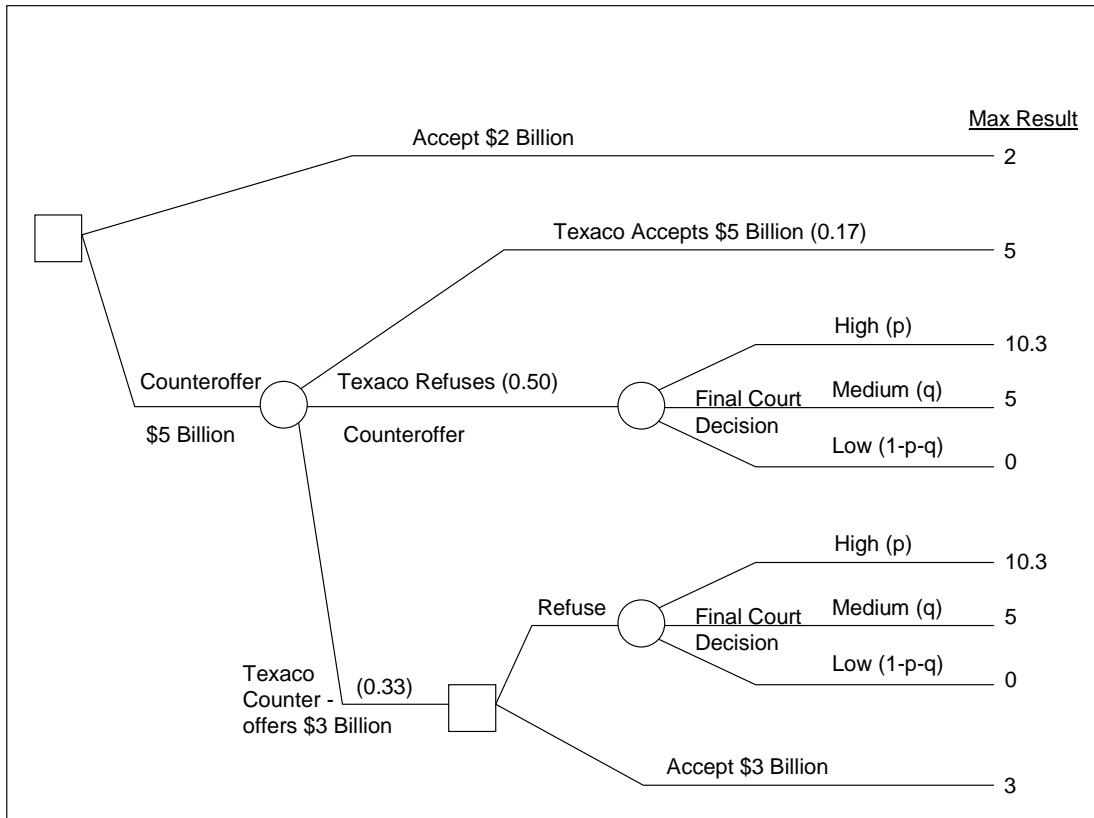 Max Result
Accept $2 Billion
2
Texaco Accepts $5 Billion (0.17)
5
High (p)
10.3
Counteroffer
$5 Billion
Texaco Refuses (0.50)
Counteroffer
Final Court
Decision
Medium (q)
5
Low (1-p-q)
0
High (p)
10.3
Refuse
Final Court
Decision
Medium (q)
5
Low (1-p-q)
0
Texaco
Counter -
offers $3 Billion
(0.33)
Accept $3 Billion
3